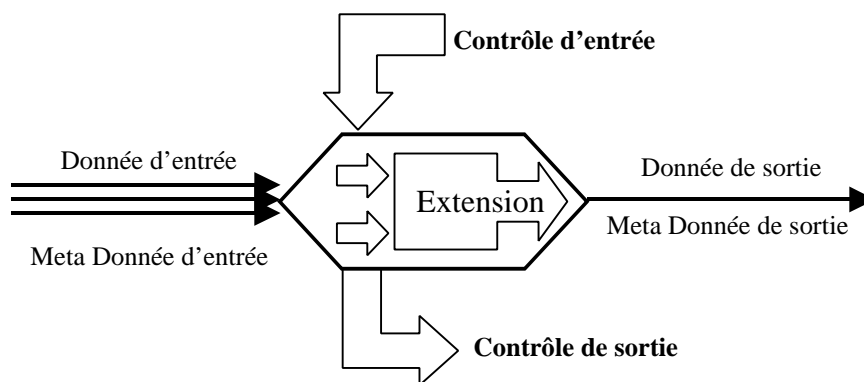 Contrôle d’entrée
Donnée d’entrée
Meta Donnée d’entrée
Extension
Donnée de sortie
Meta Donnée de sortie
Contrôle de sortie